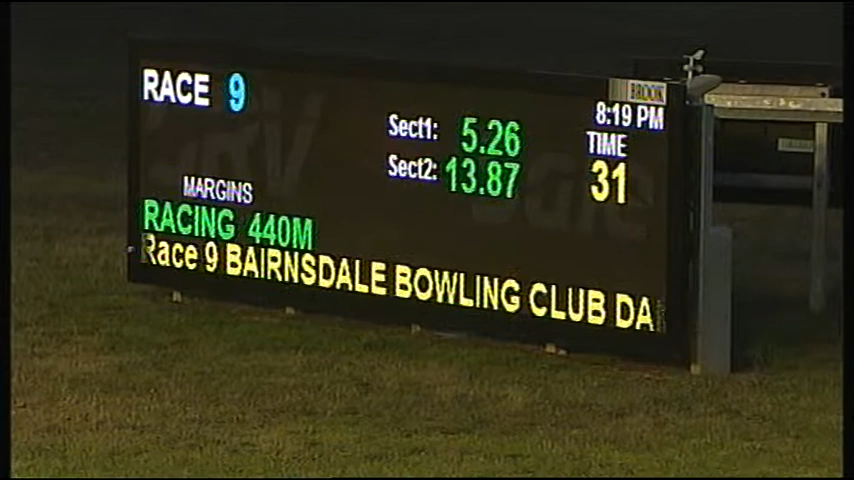 BROOK
RACE 9
8:19 PM
Sect1: 5.26
TIME
Sect2: 13.87
31
MARGINS
RACING 440M
Race 9 BAIRNSDALE BOWLING CLUB DA